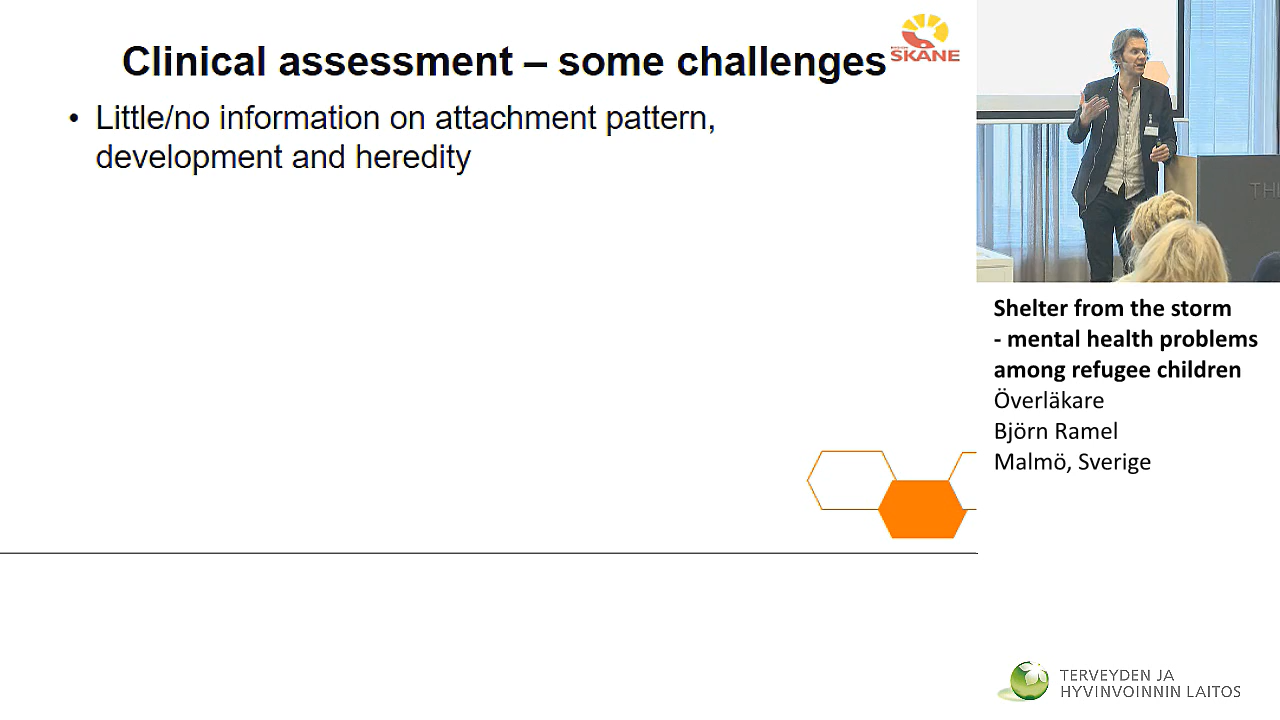 Clinical assessment – some challenges
SKÅNE
• Little/no information on attachment pattern,
development and heredity
Shelter from the storm
- mental health problems
among refugee children
Överläkare
Björn Ramel
Malmö, Sverige
TERVEYDEN JA
HYVINVOINNIN LAITOS